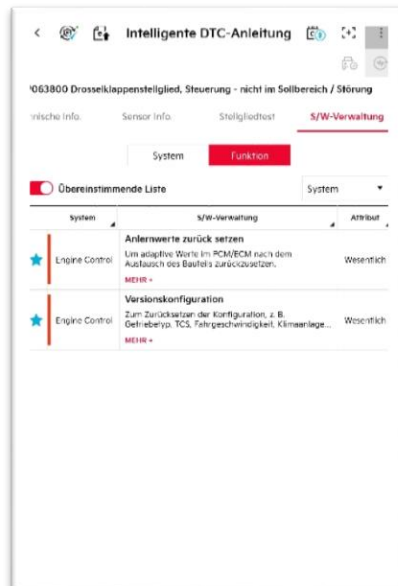 Intelligente DTC-Anleitung
P063800 Drosselklappenstellglied, Steuerung - nicht im Sollbereich / Störung
Sensor Info.
Stellgliedtest
S/W-Verwaltung
System
Funktion
Übereinstimmende Liste
System
System
S/W-Verwaltung
Attribut
Anlernwerte zurück setzen
Engine Control
Um adaptive Werte im PCM/ECM nach dem
Austausch des Bauteils zurückzusetzen.
Wesentlich
MEHR +
Versionskonfiguration
Engine Control
Zum Zurücksetzen der Konfiguration, z. B.
Getriebetyp, TCS, Fahrgeschwindigkeit, Klimaanlage...
Wesentlich
MEHR +